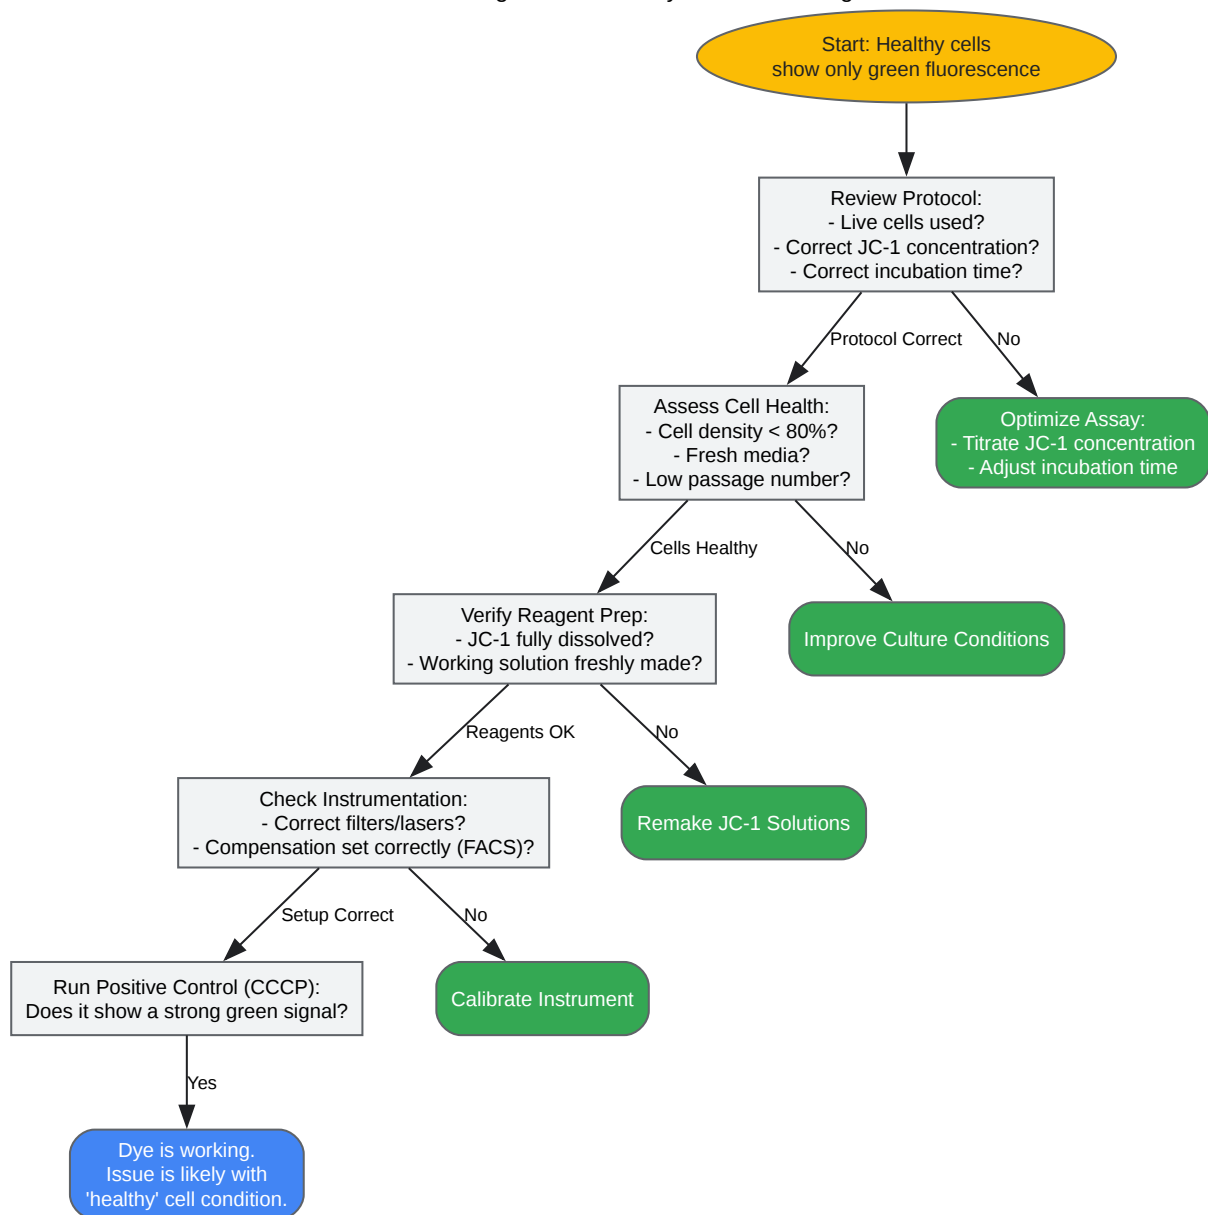 Start: Healthy cells
show only green fluorescence
Review Protocol:
- Live cells used?
- Correct JC-1 concentration?
- Correct incubation time?
Protocol Correct
No
Assess Cell Health:
- Cell density < 80%?
- Fresh media?
- Low passage number?
Optimize Assay:
- Titrate JC-1 concentration
- Adjust incubation time
Cells Healthy
No
Verify Reagent Prep:
- JC-1 fully dissolved?
- Working solution freshly made?
Improve Culture Conditions
Reagents OK
No
Check Instrumentation:
- Correct filters/lasers?
- Compensation set correctly (FACS)?
Remake JC-1 Solutions
Setup Correct
No
Run Positive Control (CCCP):
Does it show a strong green signal?
Calibrate Instrument
Yes
Dye is working.
Issue is likely with
'healthy' cell condition.